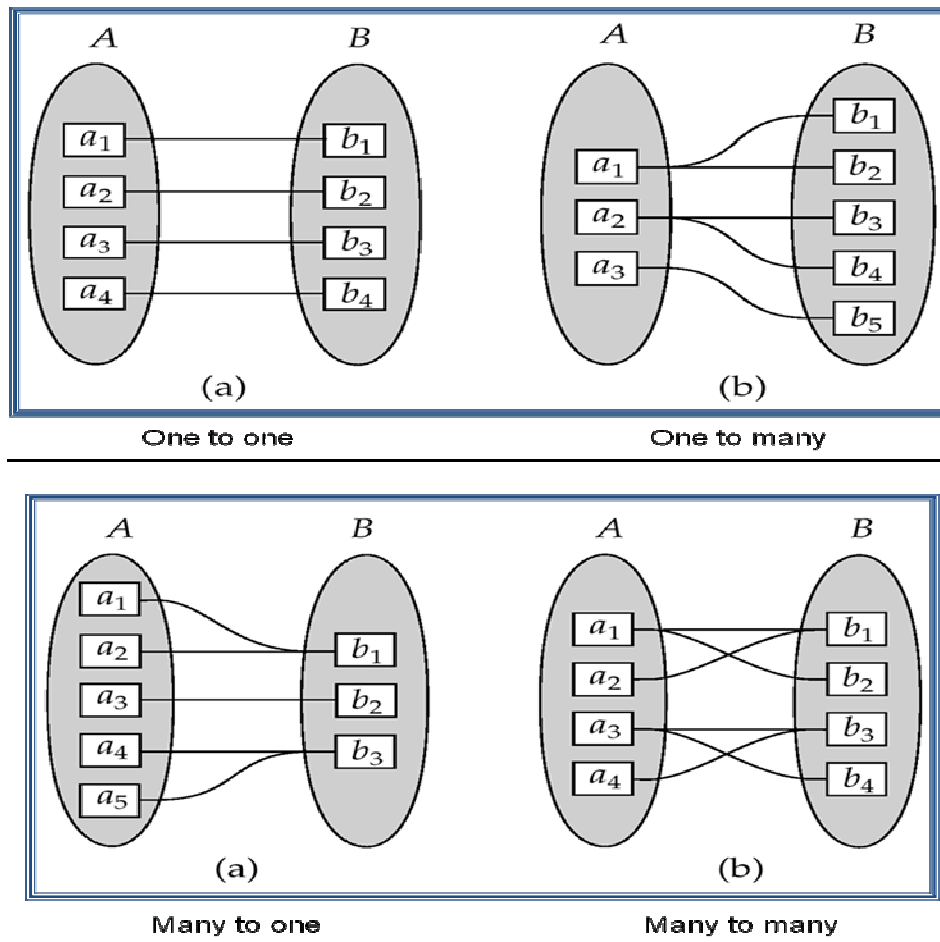 A B
a₁ b₁
a₂ b₂
a₃ b₃
a₄ b₄
(a)
One to one
A B
b₁
a₁ b₂
a₂ b₃
a₃ b₄
b₅
(b)
One to many
A B
a₁
a₂ b₁
a₃ b₂
a₄ b₃
a₅
(a)
Many to one
A B
a₁ b₁
a₂ b₂
a₃ b₃
a₄ b₄
(b)
Many to many